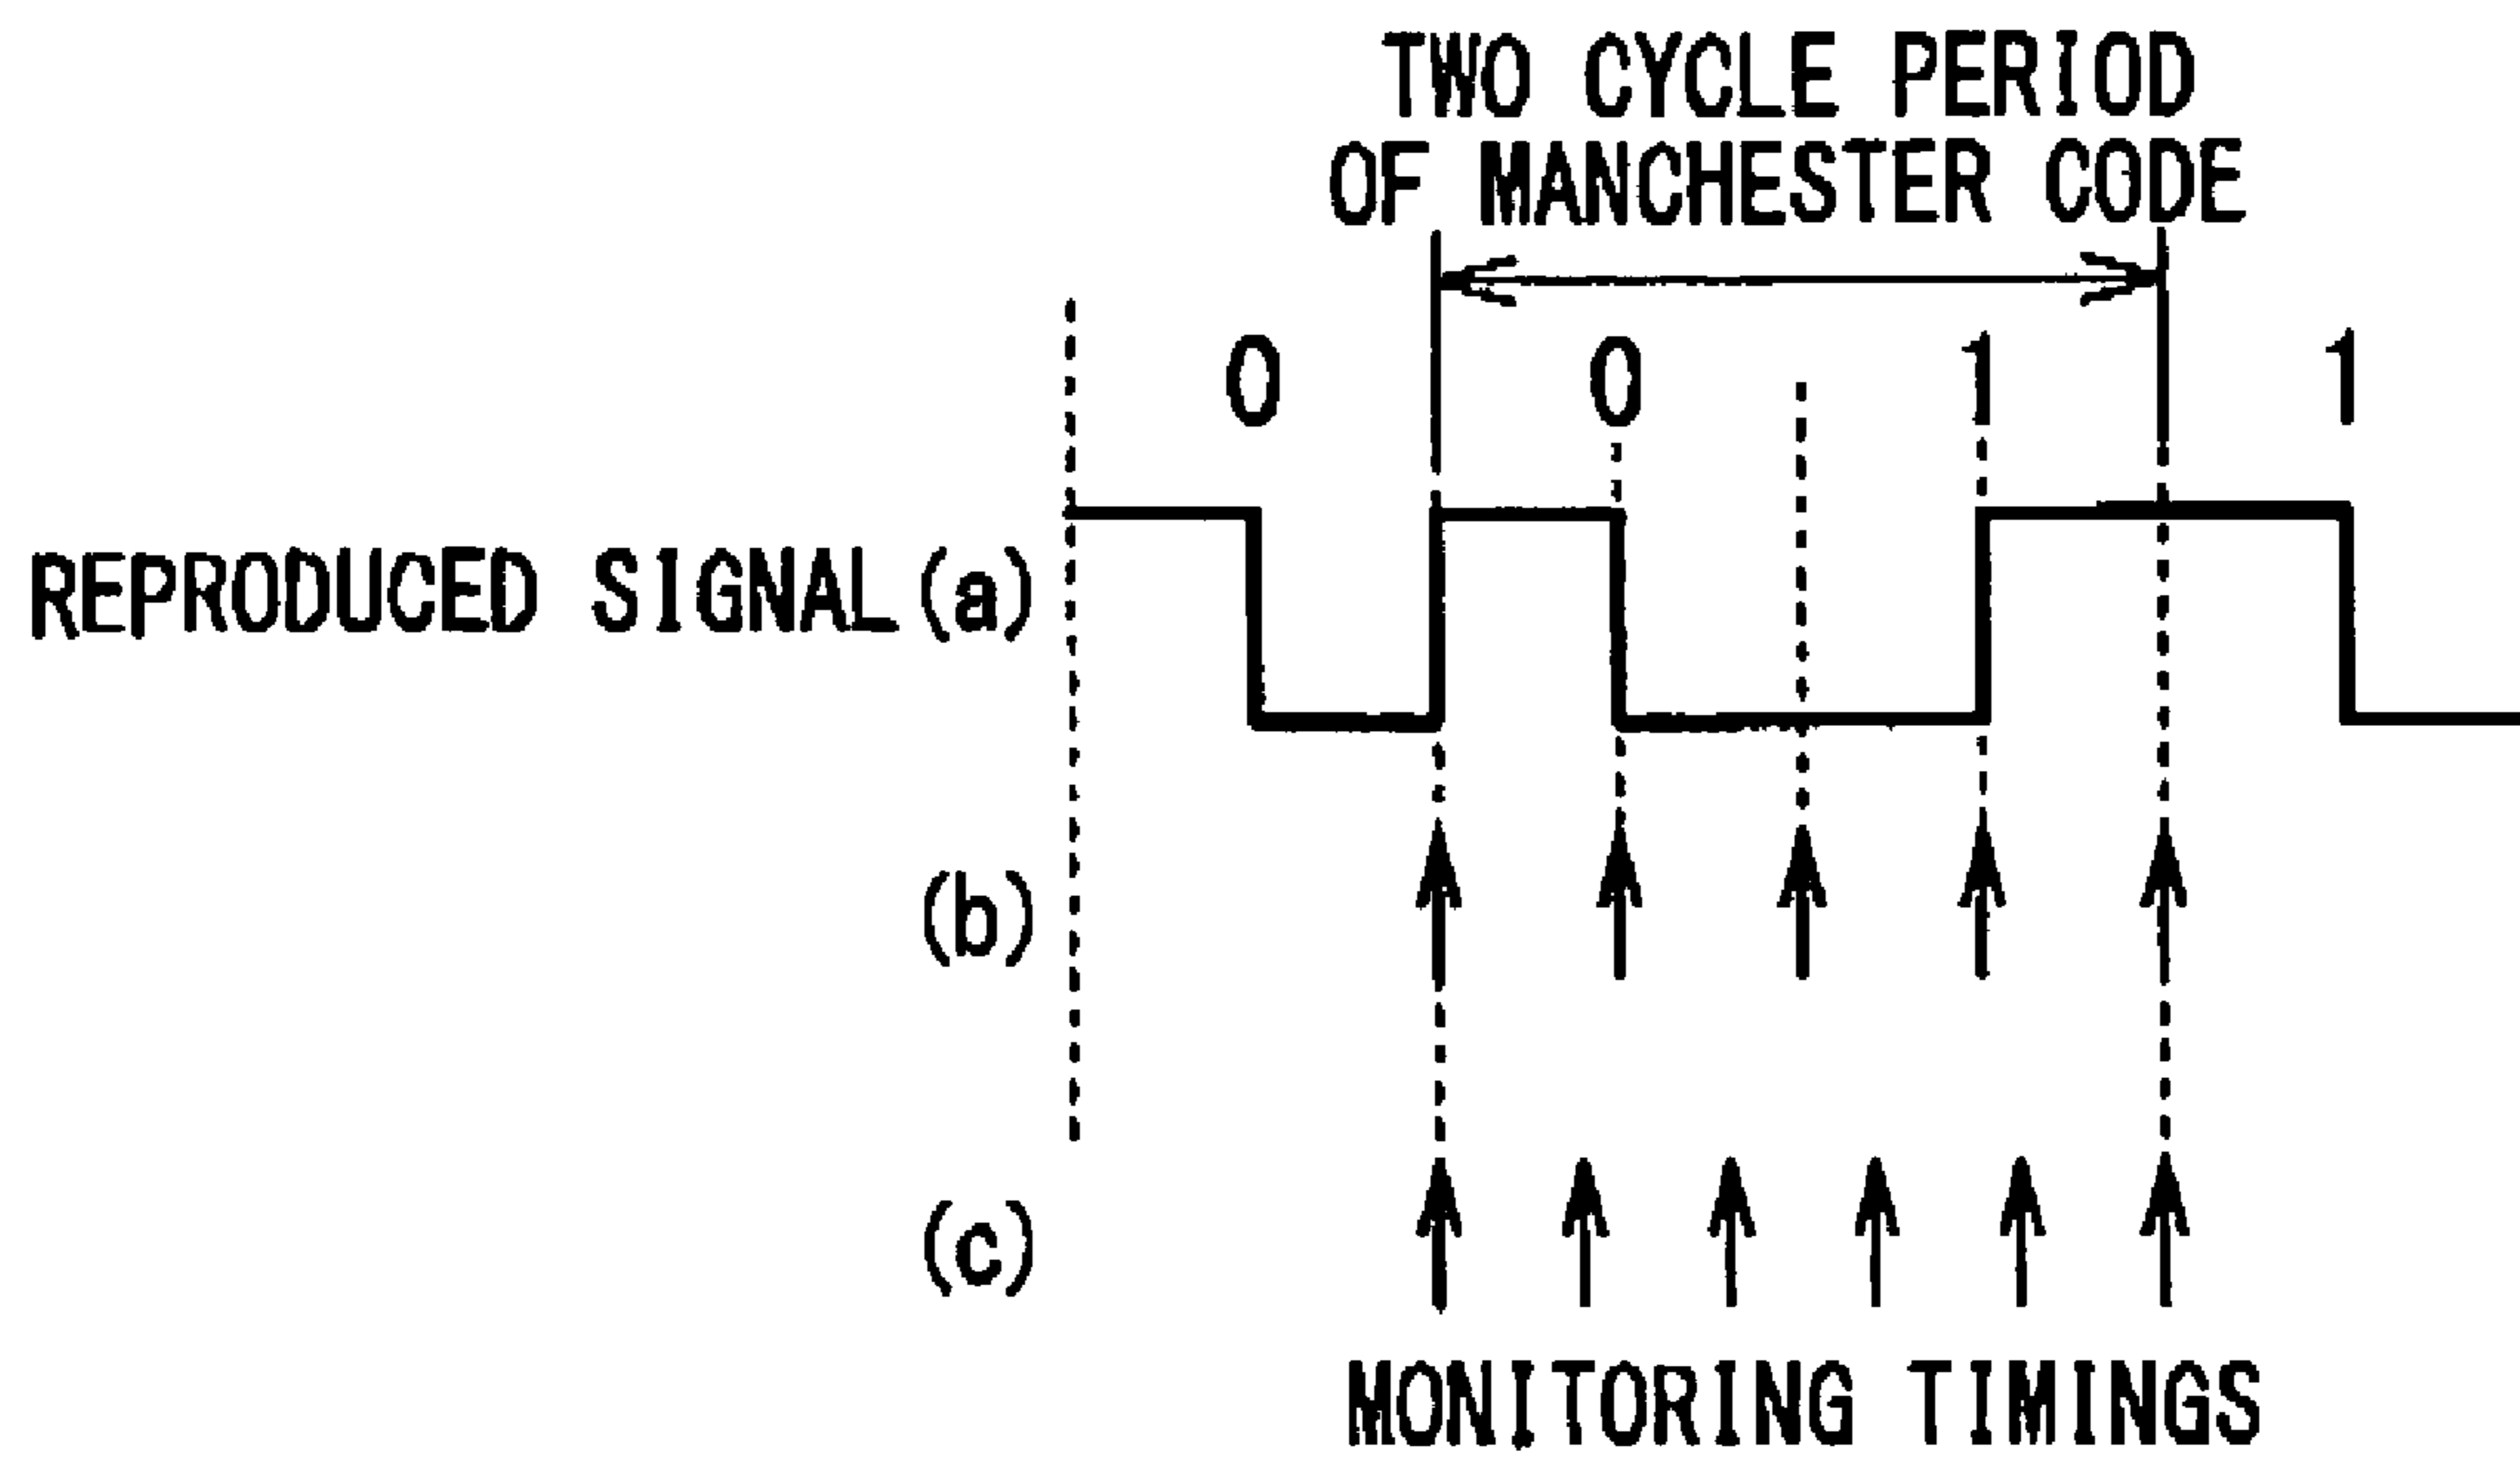 TWO CYCLE PERIOD
OF MANCHESTER CODE
0 0 1 1
REPRODUCED SIGNAL (a)
(b)
(c)
MONITORING TIMINGS